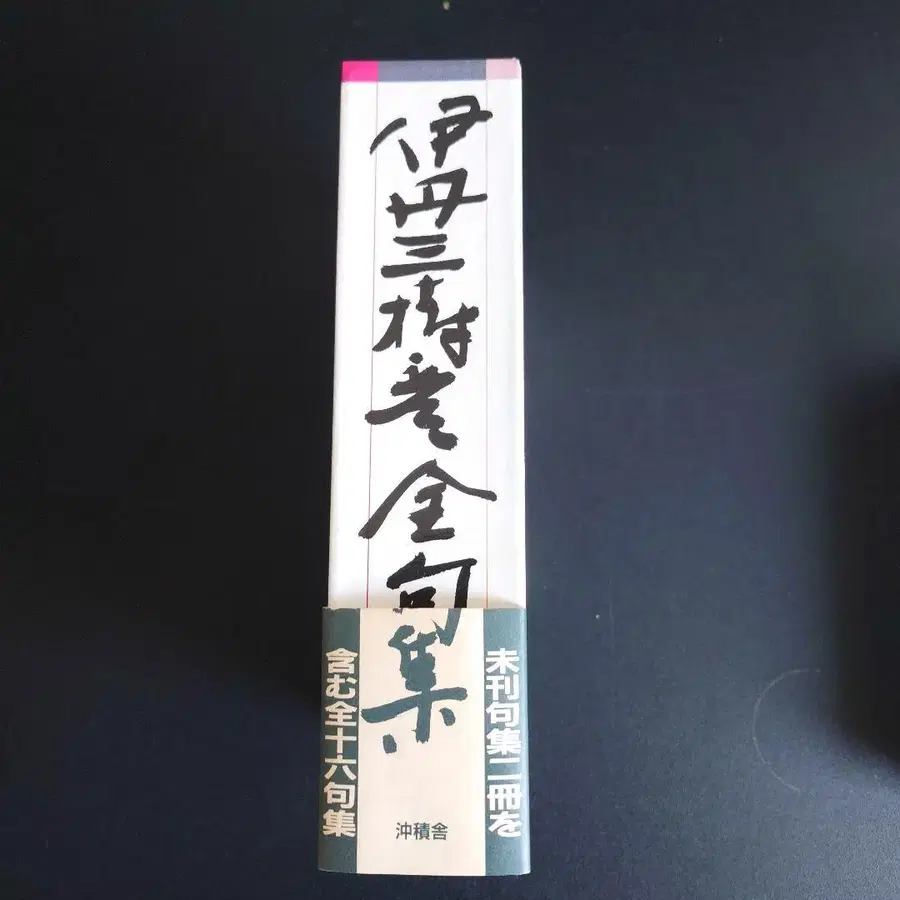 伊丹三樹彦全句集
未刊句集二冊を
含む全十六句集
沖積舎